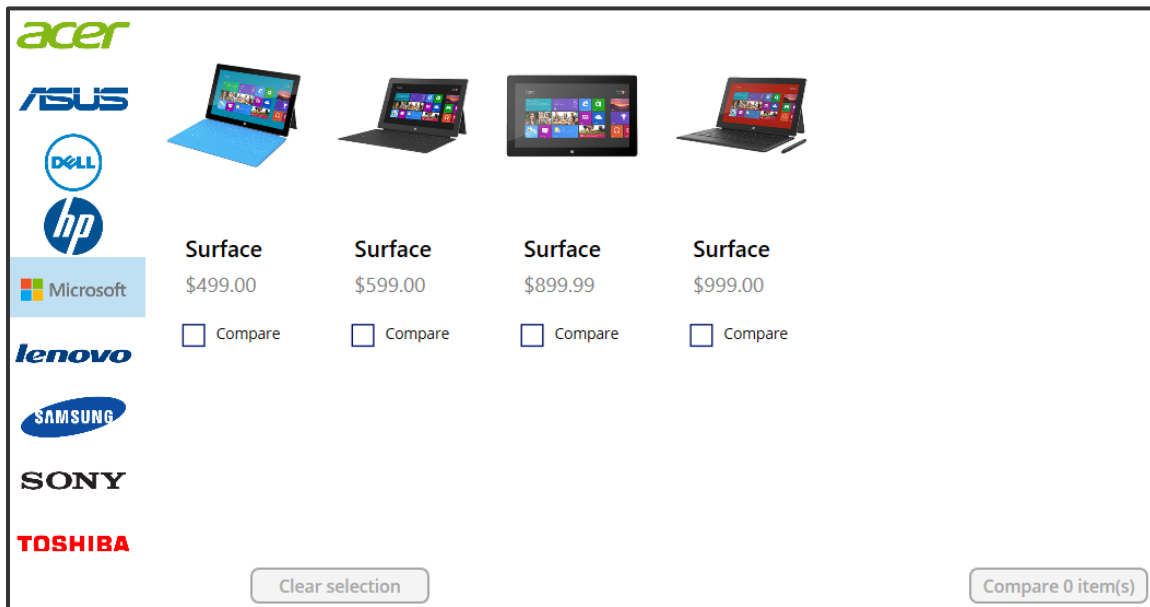 acer
ASUS
DELL
hp
Microsoft
lenovo
SAMSUNG
SONY
TOSHIBA
Surface
$499.00
Compare
Surface
$599.00
Compare
Surface
$899.99
Compare
Surface
$999.00
Compare
Clear selection
Compare 0 item(s)